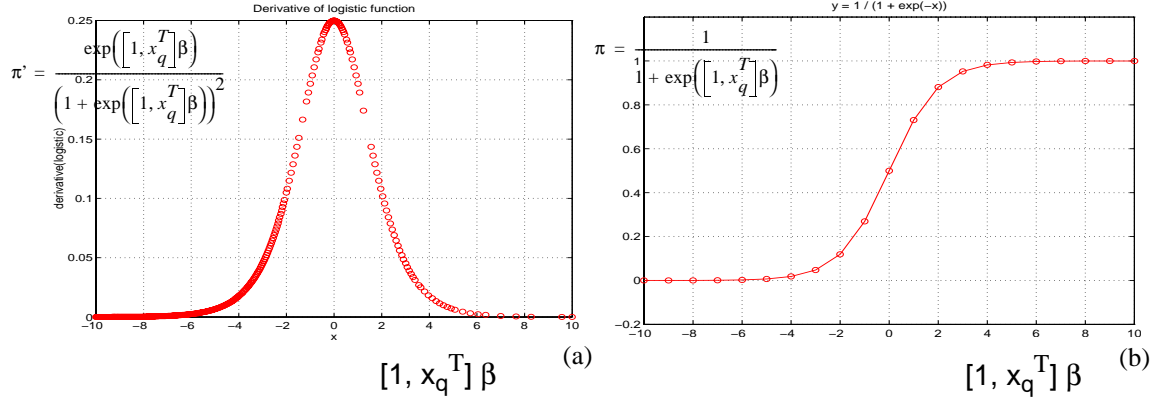 Derivative of logistic function
π' = exp([1, x_q^T]β) / (1 + exp([1, x_q^T]β))^2
derivative(logistic)
0.25
0.2
0.15
0.1
0.05
0
−10 −8 −6 −4 −2 0 2 4 6 8 10
x
(a)
[1, x_q^T] β
y = 1 / (1 + exp(−x))
π = 1 / 1 + exp([1, x_q^T]β)
1
0.8
0.6
0.4
0.2
0
−0.2
−10 −8 −6 −4 −2 0 2 4 6 8 10
(b)
[1, x_q^T] β